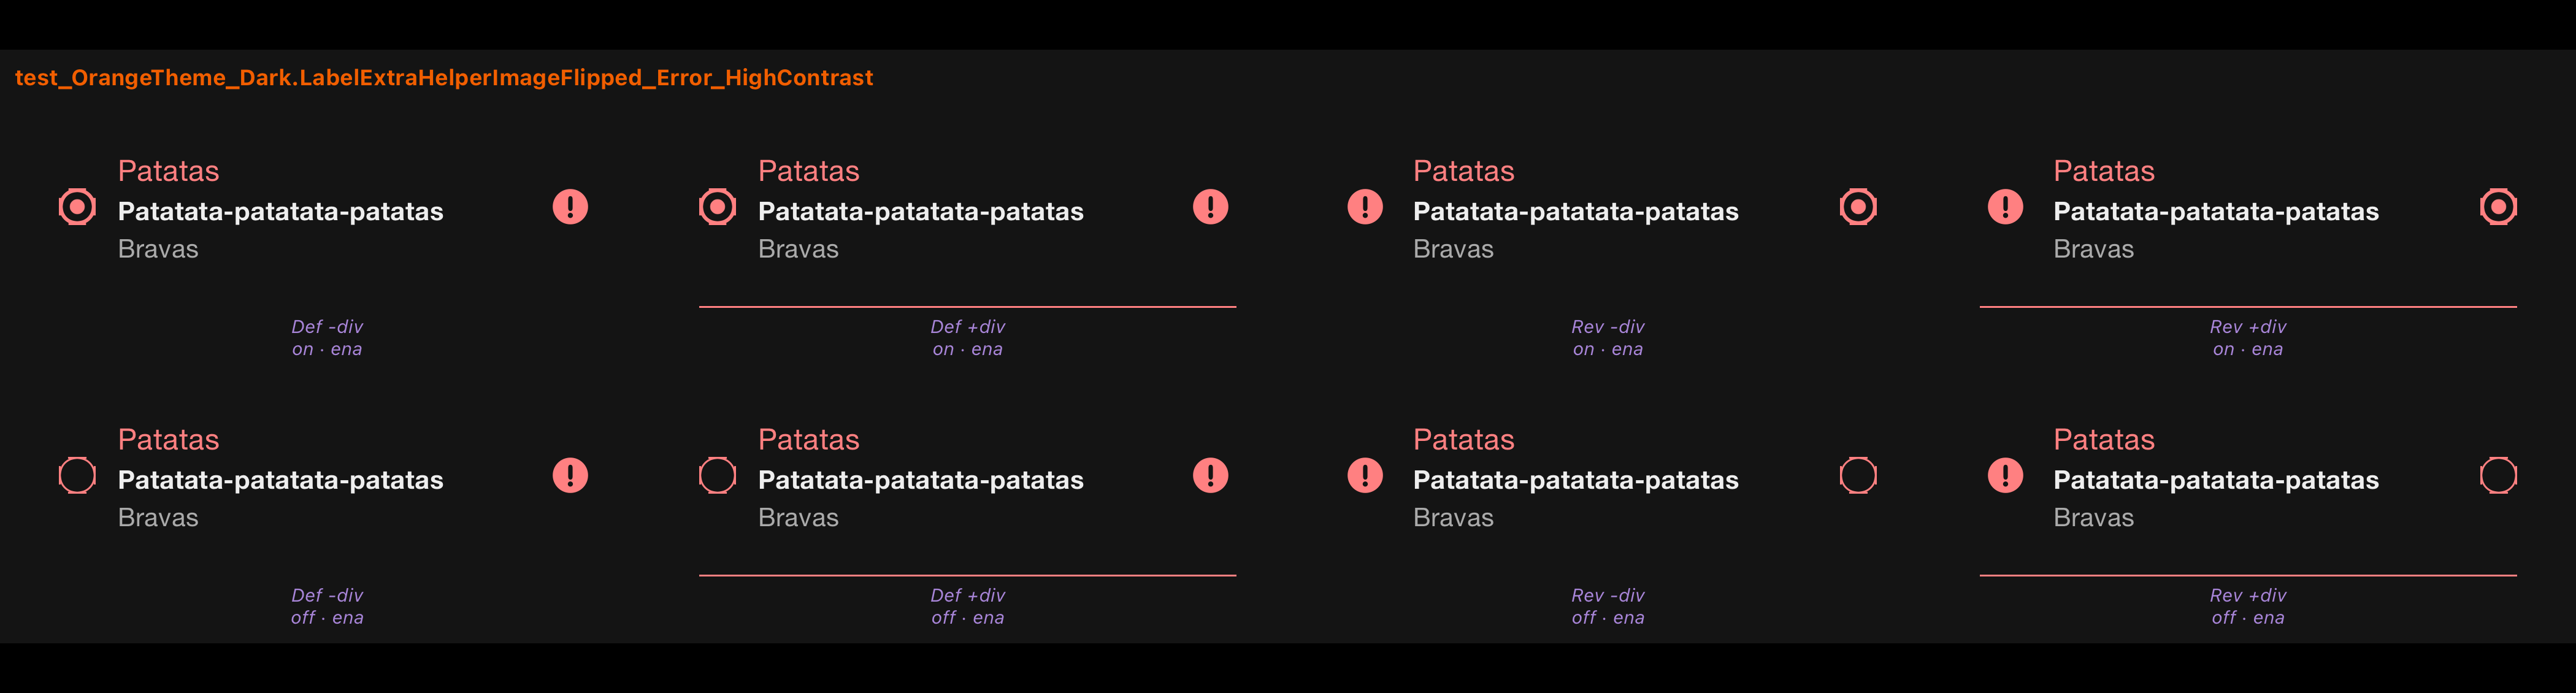 test_OrangeTheme_Dark.LabelExtraHelperImageFlipped_Error_HighContrast
Patatas
Patatata-patatata-patatas
Bravas
Def -div
on · ena
Patatas
Patatata-patatata-patatas
Bravas
Def +div
on · ena
Patatas
Patatata-patatata-patatas
Bravas
Rev -div
on · ena
Patatas
Patatata-patatata-patatas
Bravas
Rev +div
on · ena
Patatas
Patatata-patatata-patatas
Bravas
Def -div
off · ena
Patatas
Patatata-patatata-patatas
Bravas
Def +div
off · ena
Patatas
Patatata-patatata-patatas
Bravas
Rev -div
off · ena
Patatas
Patatata-patatata-patatas
Bravas
Rev +div
off · ena